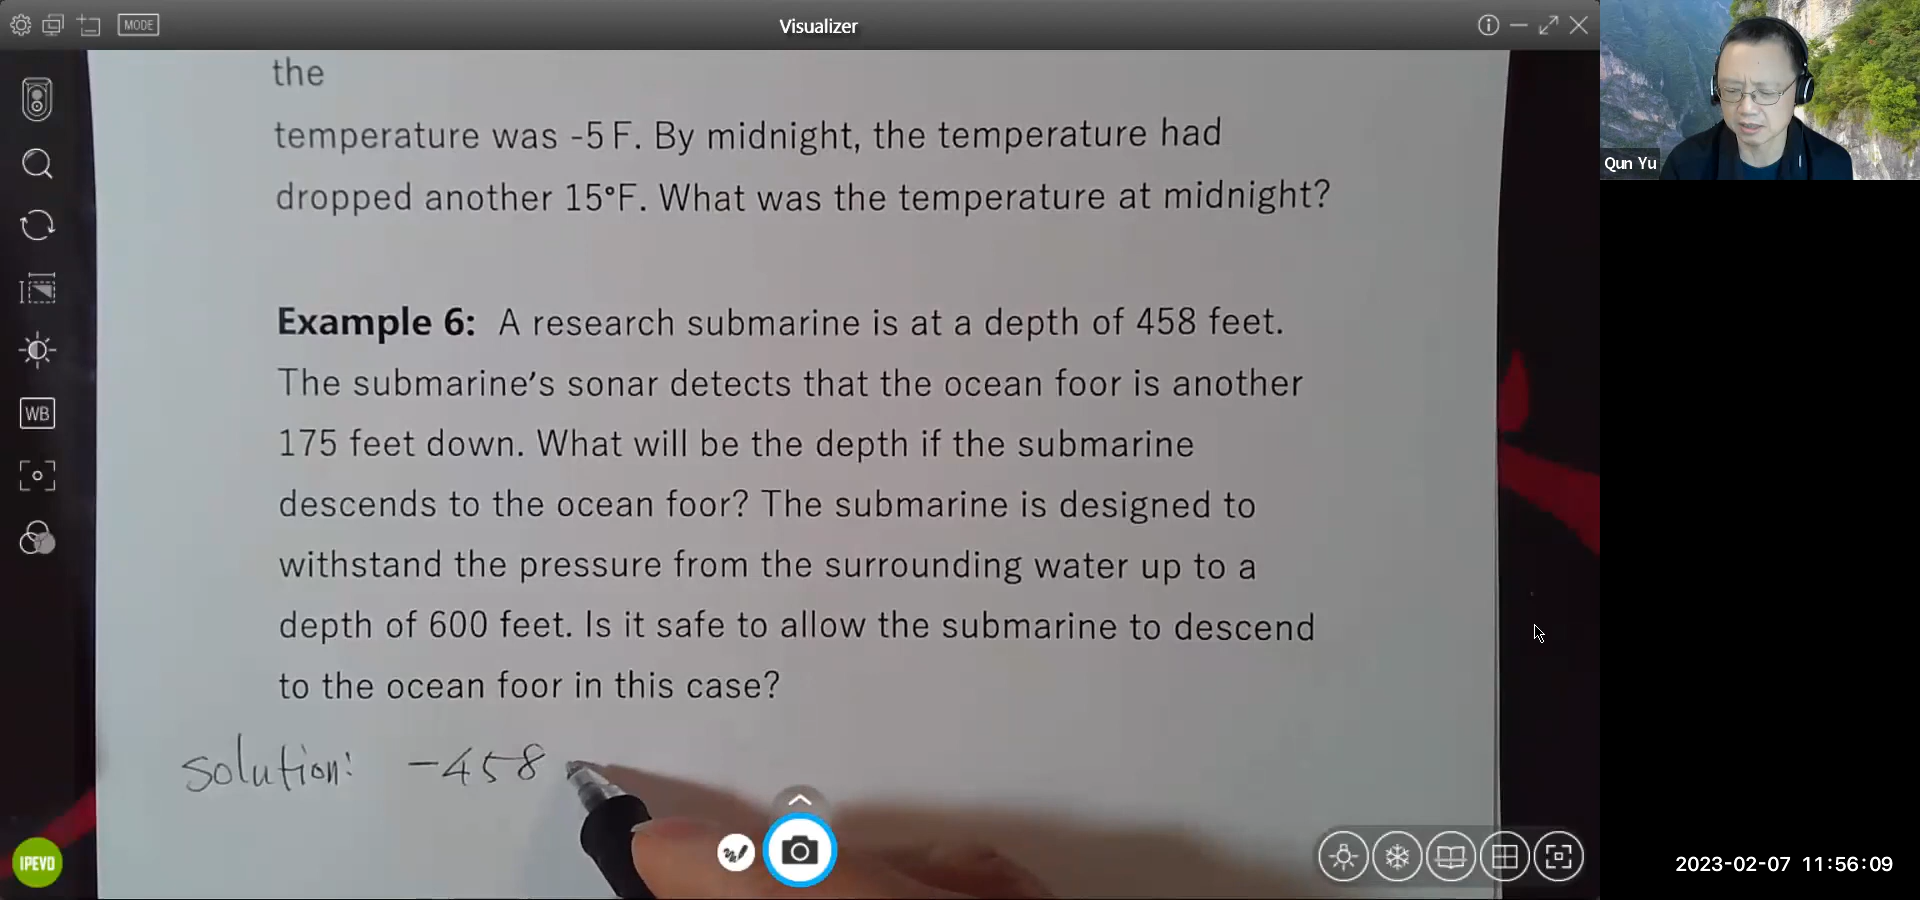 MODE
Visualizer
the
temperature was -5 F. By midnight, the temperature had
dropped another 15°F. What was the temperature at midnight?
Example 6: A research submarine is at a depth of 458 feet.
The submarine's sonar detects that the ocean foor is another
175 feet down. What will be the depth if the submarine
descends to the ocean foor? The submarine is designed to
withstand the pressure from the surrounding water up to a
depth of 600 feet. Is it safe to allow the submarine to descend
to the ocean foor in this case?
solution: -458
WB
IPEVO
Qun Yu
2023-02-07 11:56:09